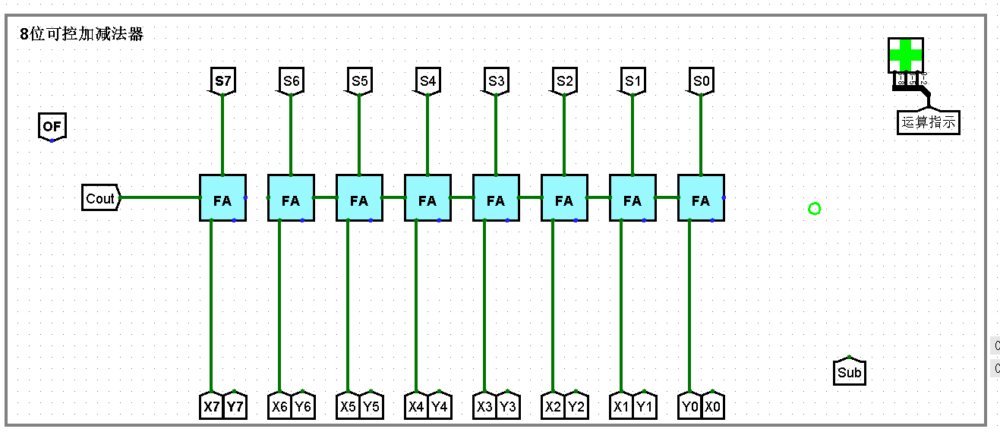 8位可控加减法器
S7 S6 S5 S4 S3 S2 S1 S0
OF
运算指示
Cout FA FA FA FA FA FA FA FA
Sub
X7 Y7 X6 Y6 X5 Y5 X4 Y4 X3 Y3 X2 Y2 X1 Y1 Y0 X0